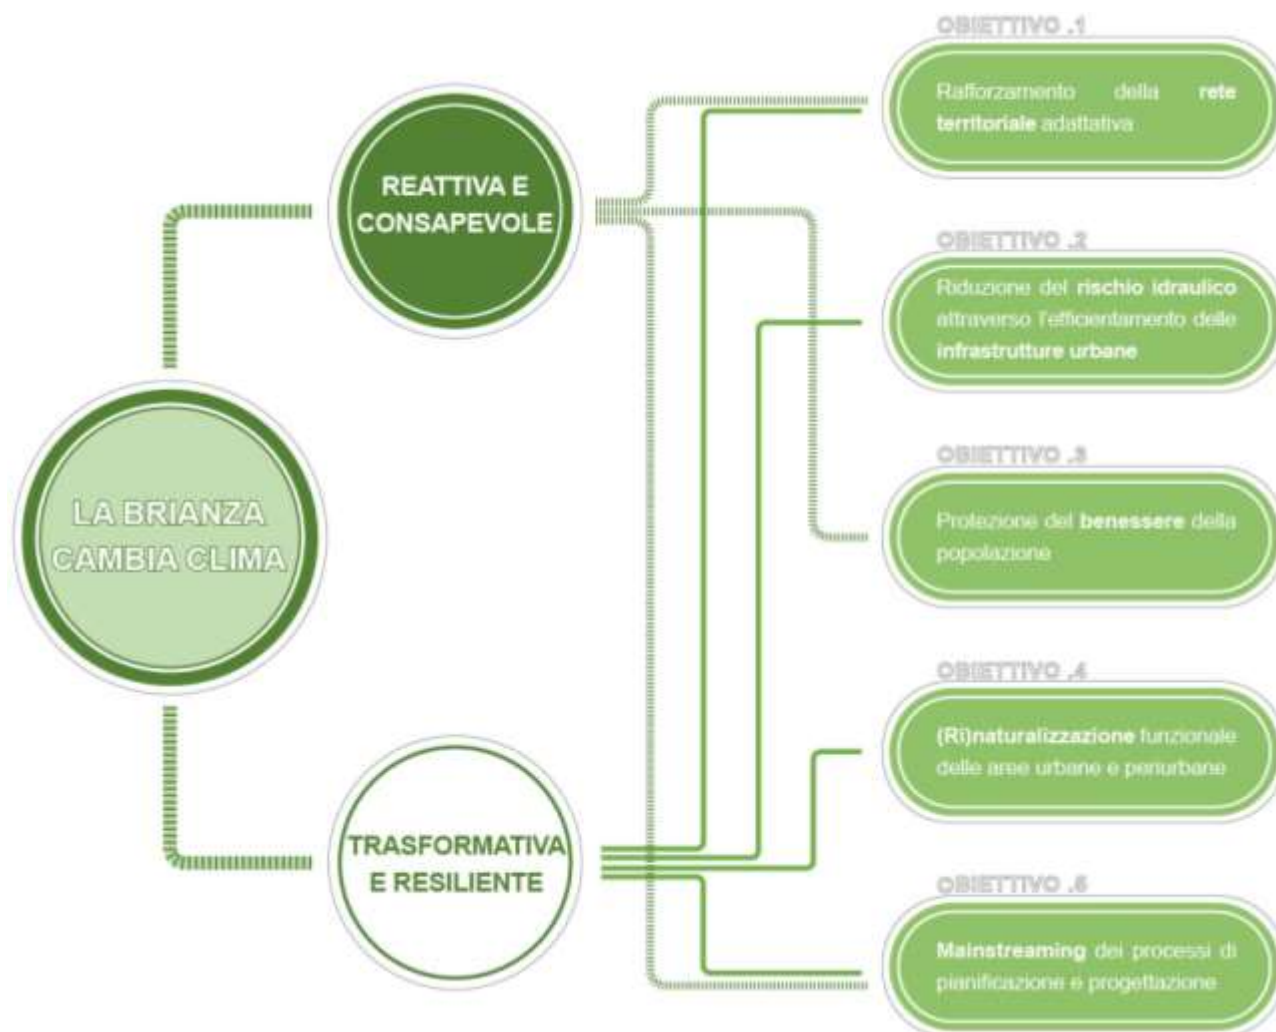 OBIETTIVO .1
Rafforzamento della rete
territoriale adattativa
REATTIVA E
CONSAPEVOLE
OBIETTIVO .2
Riduzione del rischio idraulico
attraverso l'efficientamento delle
infrastrutture urbane
OBIETTIVO .3
Protezione del benessere della
popolazione
LA BRIANZA
CAMBIA CLIMA
OBIETTIVO .4
(Ri)naturalizzazione funzionale
delle aree urbane e periurbane
TRASFORMATIVA
E RESILIENTE
OBIETTIVO .5
Mainstreaming dei processi di
pianificazione e progettazione